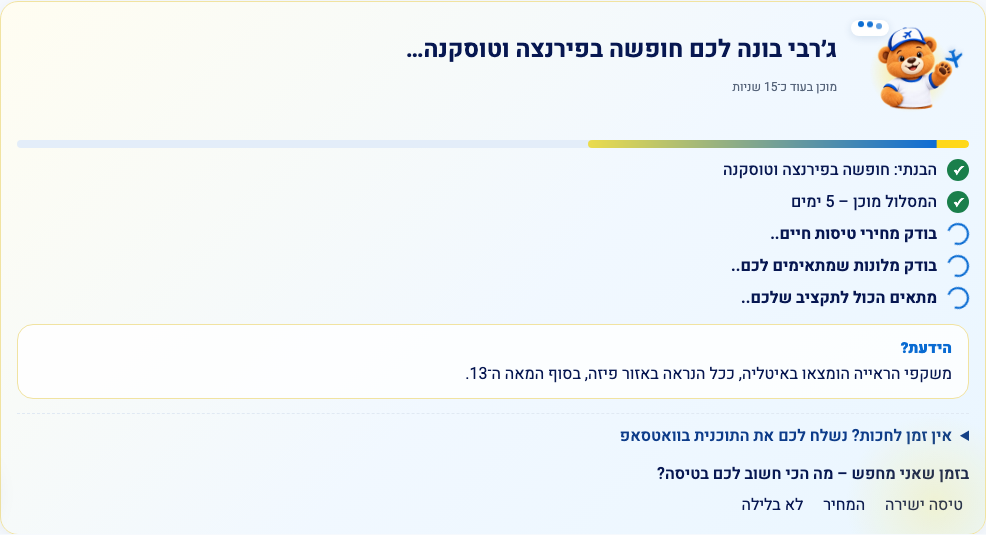 ג'רבי בונה לכם חופשה בפירנצה וטוסקנה...
מוכן בעוד כ־15 שניות
הבנתי: חופשה בפירנצה וטוסקנה
המסלול מוכן – 5 ימים
בודק מחירי טיסות חיים..
בודק מלונות שמתאימים לכם..
מתאים הכול לתקציב שלכם..
הידעת?
משקפי הראייה הומצאו באיטליה, ככל הנראה באזור פיזה, בסוף המאה ה־13.
אין זמן לחכות? נשלח לכם את התוכנית בוואטסאפ
בזמן שאני מחפש – מה הכי חשוב לכם בטיסה?
טיסה ישירה המחיר לא בלילה